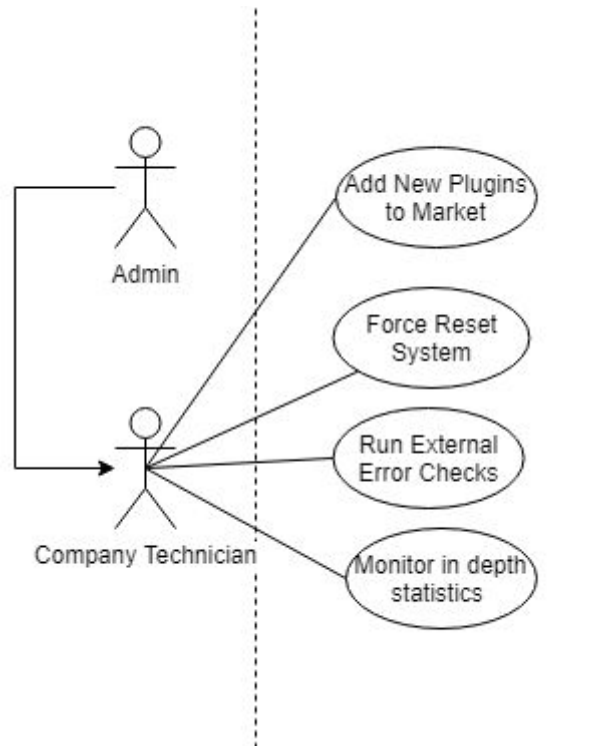 Admin
Company Technician
Add New Plugins
to Market
Force Reset
System
Run External
Error Checks
Monitor in depth
statistics